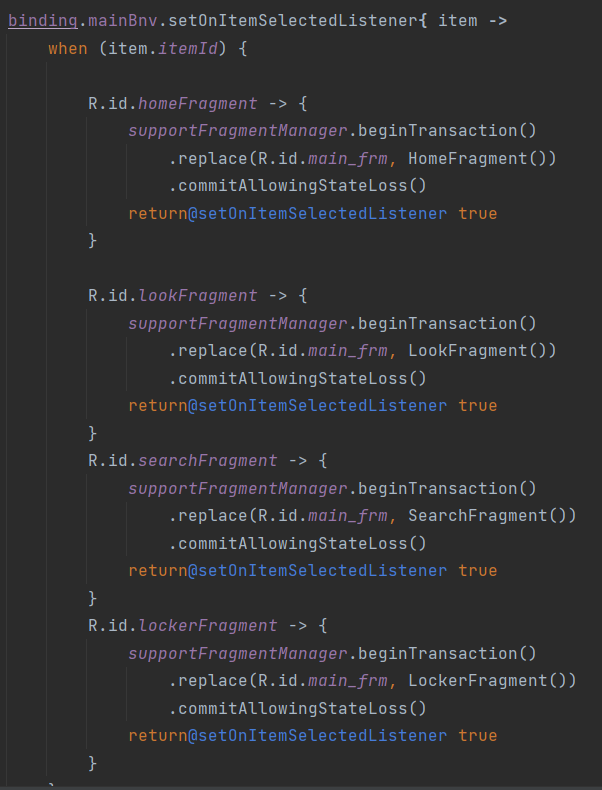 binding.mainBnv.setOnItemSelectedListener{ item ->
    when (item.itemId) {

        R.id.homeFragment -> {
            supportFragmentManager.beginTransaction()
                .replace(R.id.main_frm, HomeFragment())
                .commitAllowingStateLoss()
            return@setOnItemSelectedListener true
        }

        R.id.lookFragment -> {
            supportFragmentManager.beginTransaction()
                .replace(R.id.main_frm, LookFragment())
                .commitAllowingStateLoss()
            return@setOnItemSelectedListener true
        }
        R.id.searchFragment -> {
            supportFragmentManager.beginTransaction()
                .replace(R.id.main_frm, SearchFragment())
                .commitAllowingStateLoss()
            return@setOnItemSelectedListener true
        }
        R.id.lockerFragment -> {
            supportFragmentManager.beginTransaction()
                .replace(R.id.main_frm, LockerFragment())
                .commitAllowingStateLoss()
            return@setOnItemSelectedListener true
        }